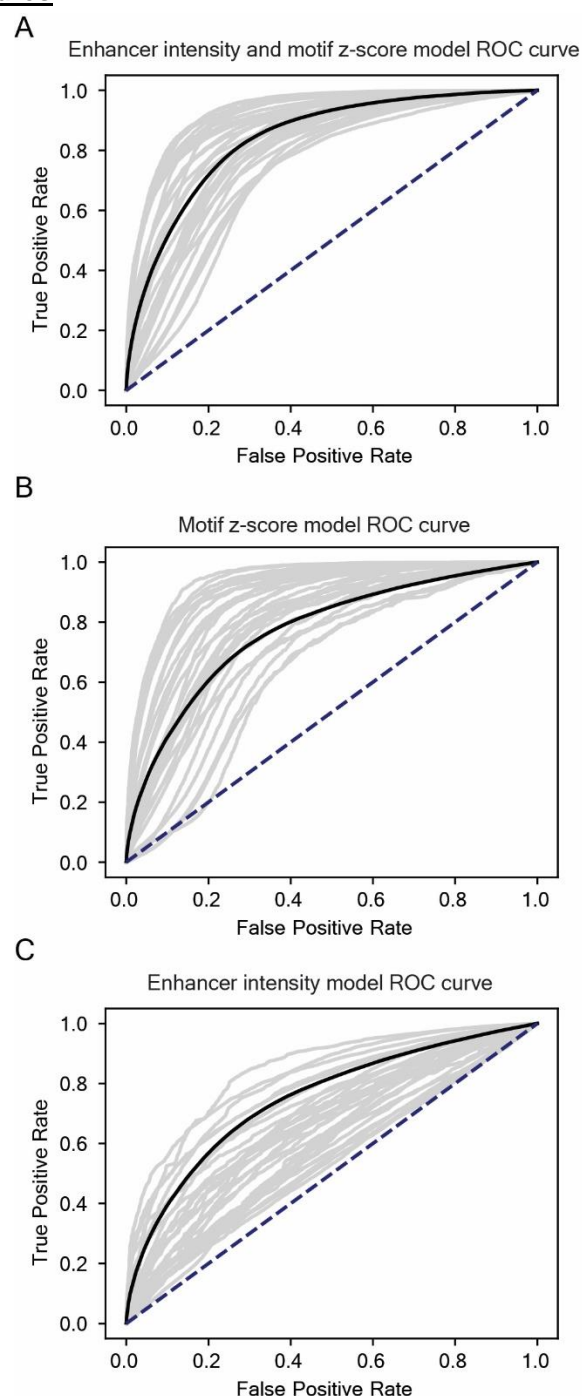 A
Enhancer intensity and motif z-score model ROC curve
1.0
0.8
0.6
0.4
0.2
0.0
True Positive Rate
0.0 0.2 0.4 0.6 0.8 1.0
False Positive Rate
B
Motif z-score model ROC curve
1.0
0.8
0.6
0.4
0.2
0.0
True Positive Rate
0.0 0.2 0.4 0.6 0.8 1.0
False Positive Rate
C
Enhancer intensity model ROC curve
1.0
0.8
0.6
0.4
0.2
0.0
True Positive Rate
0.0 0.2 0.4 0.6 0.8 1.0
False Positive Rate